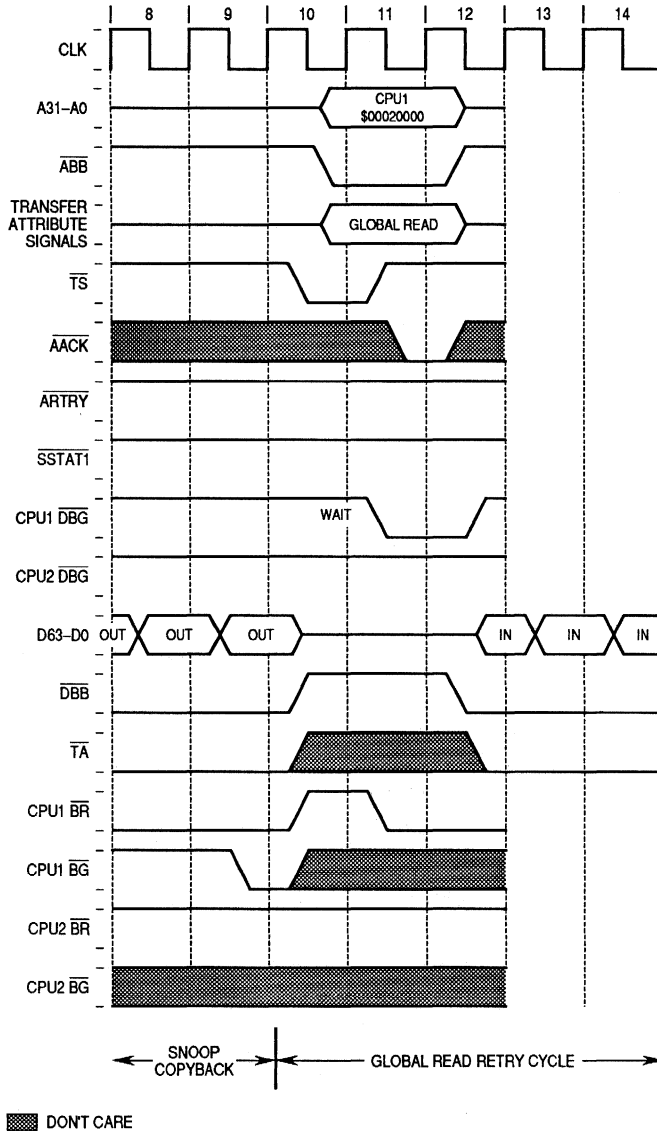 8 9 10 11 12 13 14
CLK
A31–A0
CPU1
$00020000
ABB
TRANSFER
ATTRIBUTE
SIGNALS
GLOBAL READ
TS
AACK
ARTRY
SSTAT1
CPU1 DBG
WAIT
CPU2 DBG
D63–D0
OUT OUT OUT IN IN IN
DBB
TA
CPU1 BR
CPU1 BG
CPU2 BR
CPU2 BG
SNOOP
COPYBACK
GLOBAL READ RETRY CYCLE
DON'T CARE